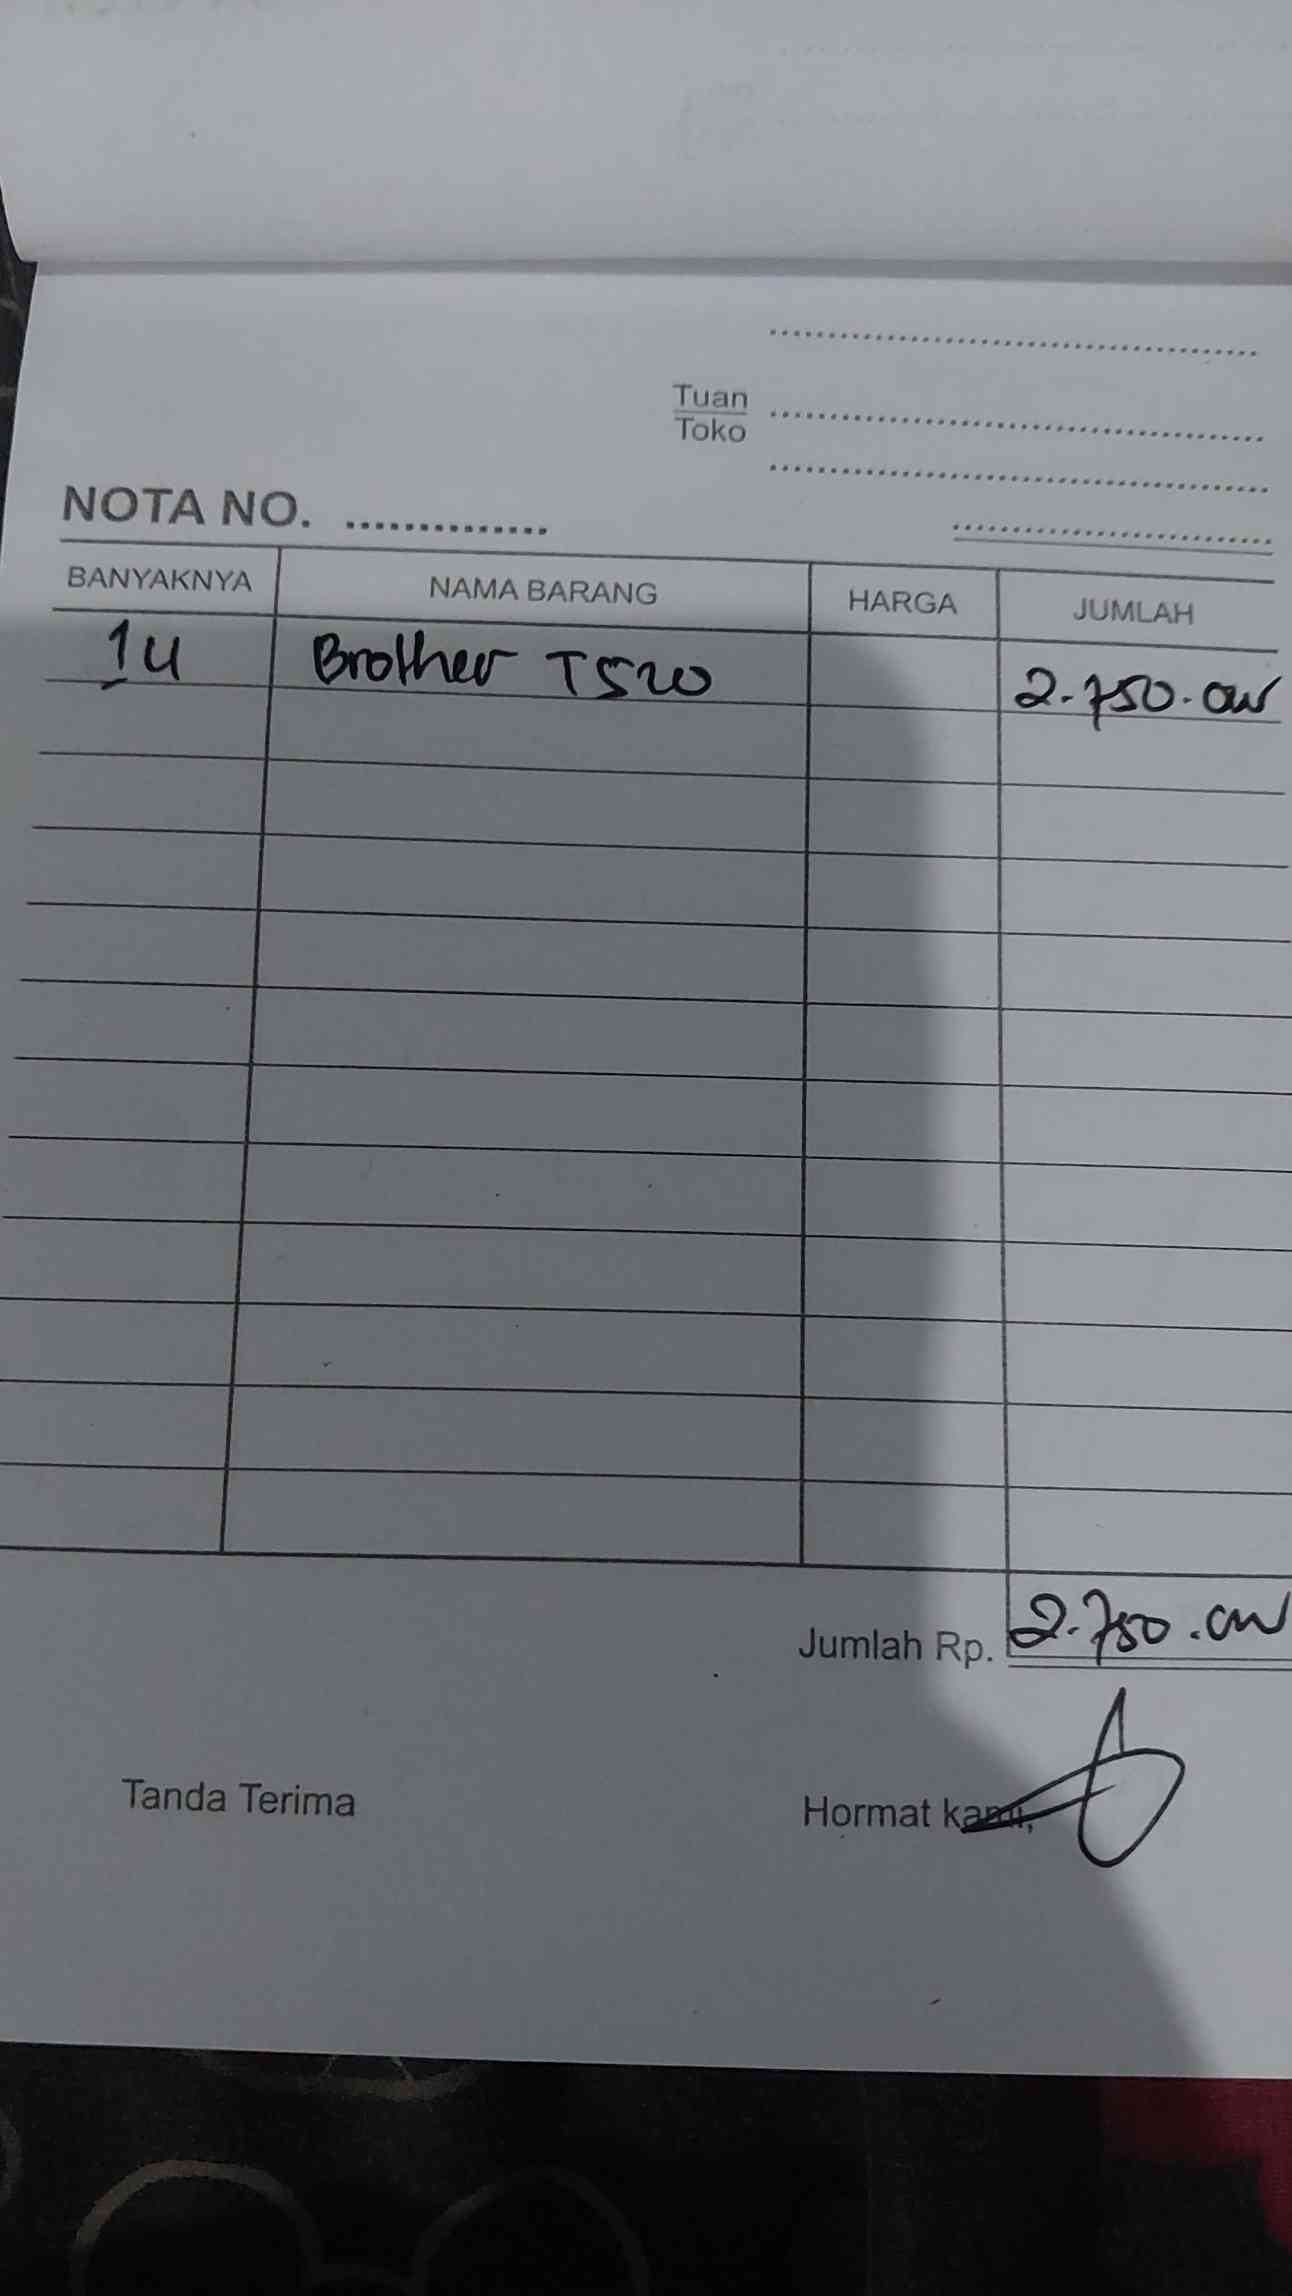 Tuan
Toko
NOTA NO. ..............
BANYAKNYA NAMA BARANG HARGA JUMLAH
1 U Brother T520 2.750.000
Jumlah Rp. 2.750.000
Tanda Terima Hormat kami,